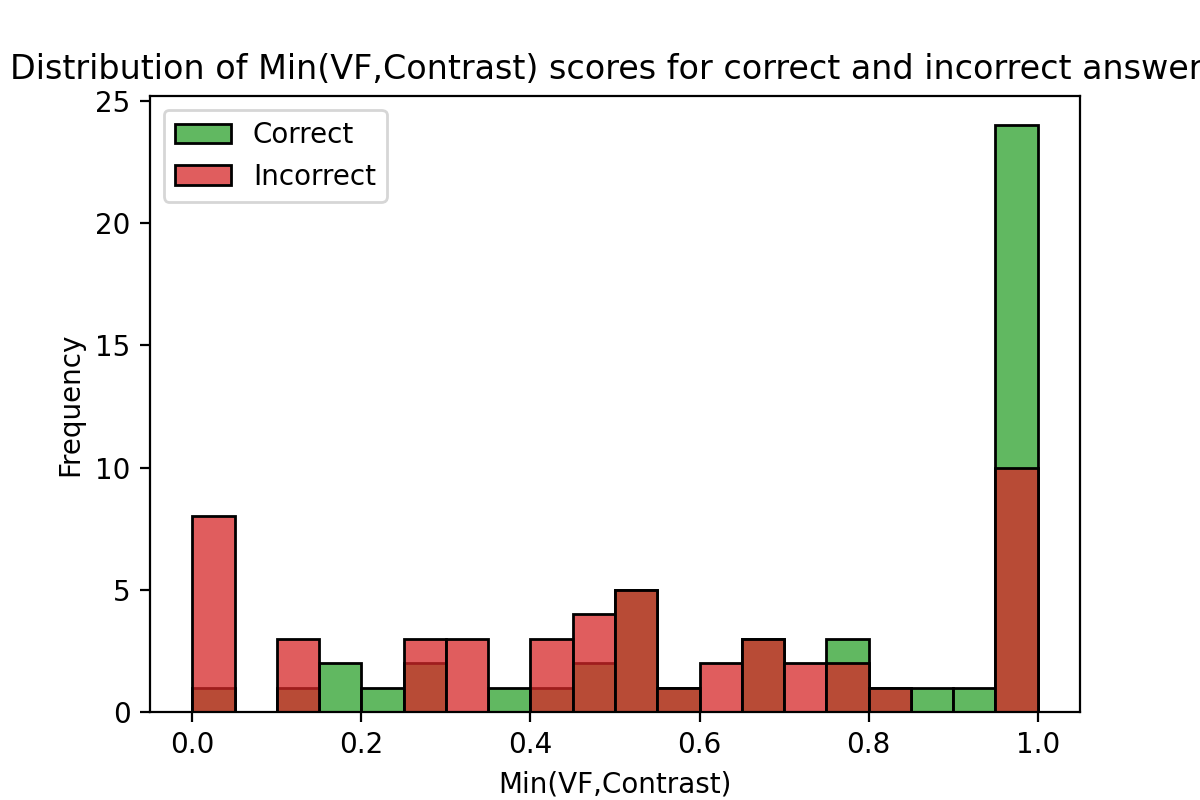 Distribution of Min(VF,Contrast) scores for correct and incorrect answer
Correct
Incorrect
Frequency
25
20
15
10
5
0
0.0 0.2 0.4 0.6 0.8 1.0
Min(VF,Contrast)